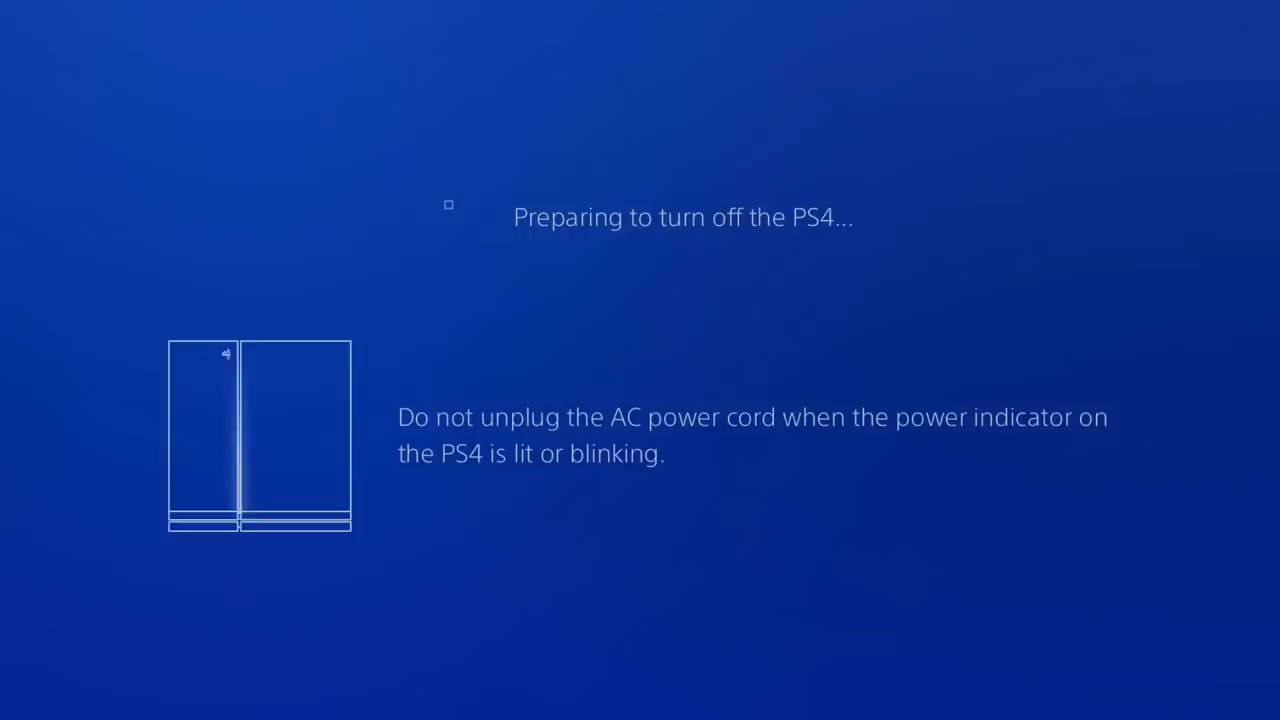 Preparing to turn off the PS4...
Do not unplug the AC power cord when the power indicator on
the PS4 is lit or blinking.